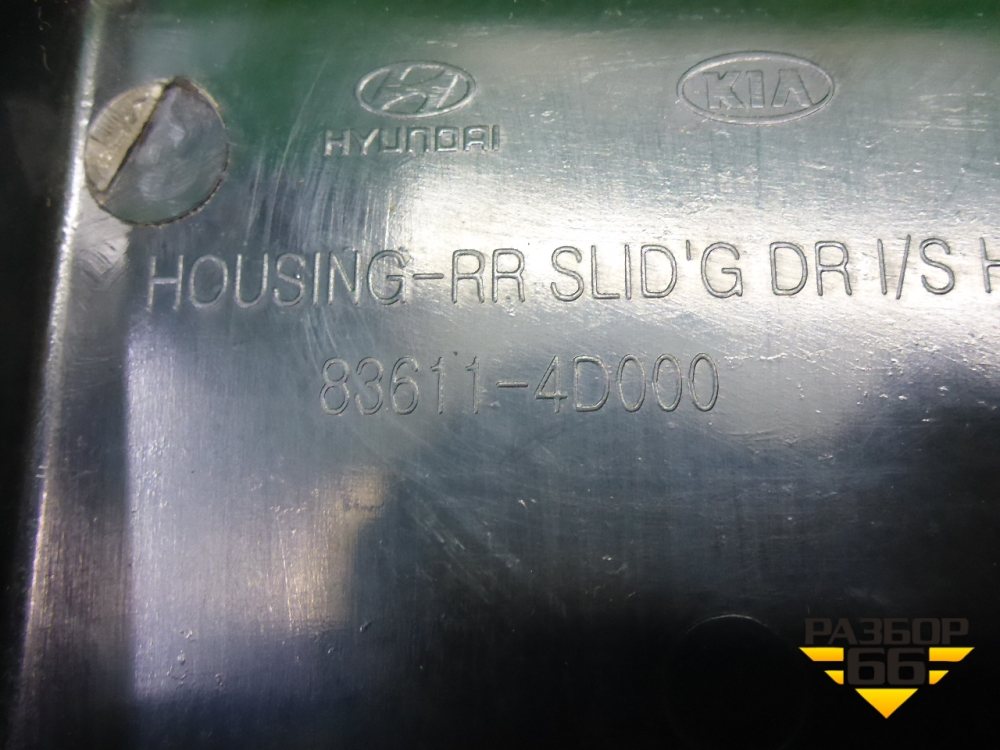 HYUNDAI
KIA
HOUSING-RR SLID'G DR I/S H
83611-4D000
РАЗБОР
66